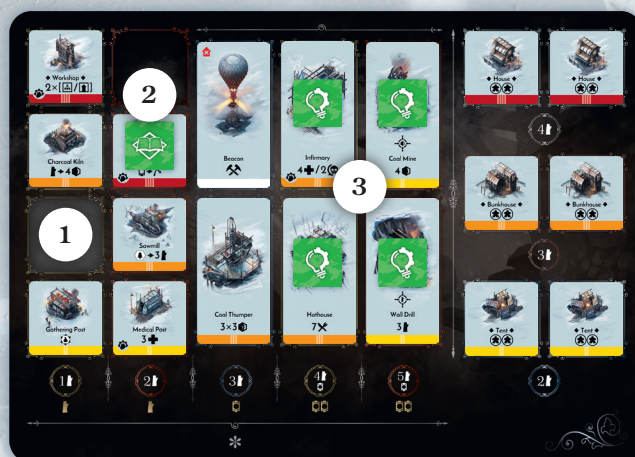 ◆ Workshop ◆
2×[ / ]
2
Charcoal Kiln
→4
Beacon
Infirmary
4 /2
Coal Mine
4
◆ House ◆
◆ House ◆
4
1
Sawmill
→3
3
◆ Bunkhouse ◆
◆ Bunkhouse ◆
3
Gathering Post
Medical Post
3
Coal Thumper
3×3
Hothouse
7
Wall Drill
3
◆ Tent ◆
◆ Tent ◆
1
2
3
4
5
2